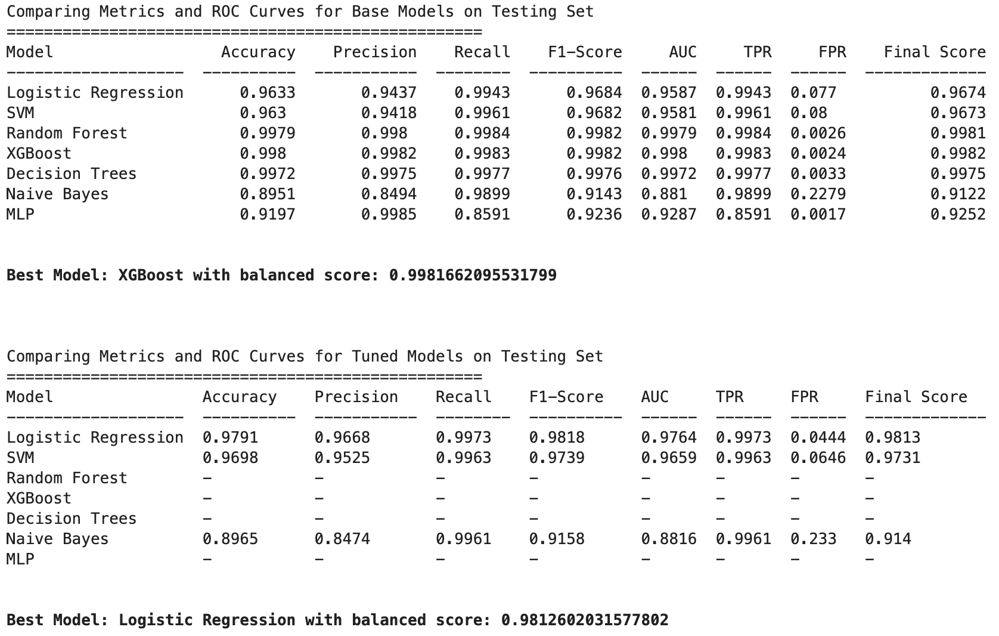 Comparing Metrics and ROC Curves for Base Models on Testing Set
===================================================
Model                Accuracy    Precision    Recall    F1-Score     AUC     TPR     FPR    Final Score
-------------------  ----------  -----------  --------  ----------  ------  ------  ------  -------------
Logistic Regression      0.9633       0.9437    0.9943      0.9684  0.9587  0.9943  0.077          0.9674
SVM                      0.963        0.9418    0.9961      0.9682  0.9581  0.9961  0.08           0.9673
Random Forest            0.9979       0.998     0.9984      0.9982  0.9979  0.9984  0.0026         0.9981
XGBoost                  0.998        0.9982    0.9983      0.9982  0.998   0.9983  0.0024         0.9982
Decision Trees           0.9972       0.9975    0.9977      0.9976  0.9972  0.9977  0.0033         0.9975
Naive Bayes              0.8951       0.8494    0.9899      0.9143  0.881   0.9899  0.2279         0.9122
MLP                      0.9197       0.9985    0.8591      0.9236  0.9287  0.8591  0.0017         0.9252
Best Model: XGBoost with balanced score: 0.9981662095531799
Comparing Metrics and ROC Curves for Tuned Models on Testing Set
===================================================
Model                Accuracy    Precision    Recall    F1-Score    AUC     TPR     FPR     Final Score
-------------------  ----------  -----------  --------  ----------  ------  ------  ------  -------------
Logistic Regression  0.9791      0.9668       0.9973    0.9818      0.9764  0.9973  0.0444  0.9813
SVM                  0.9698      0.9525       0.9963    0.9739      0.9659  0.9963  0.0646  0.9731
Random Forest        -           -            -         -           -       -       -       -
XGBoost              -           -            -         -           -       -       -       -
Decision Trees       -           -            -         -           -       -       -       -
Naive Bayes          0.8965      0.8474       0.9961    0.9158      0.8816  0.9961  0.233   0.914
MLP                  -           -            -         -           -       -       -       -
Best Model: Logistic Regression with balanced score: 0.9812602031577802